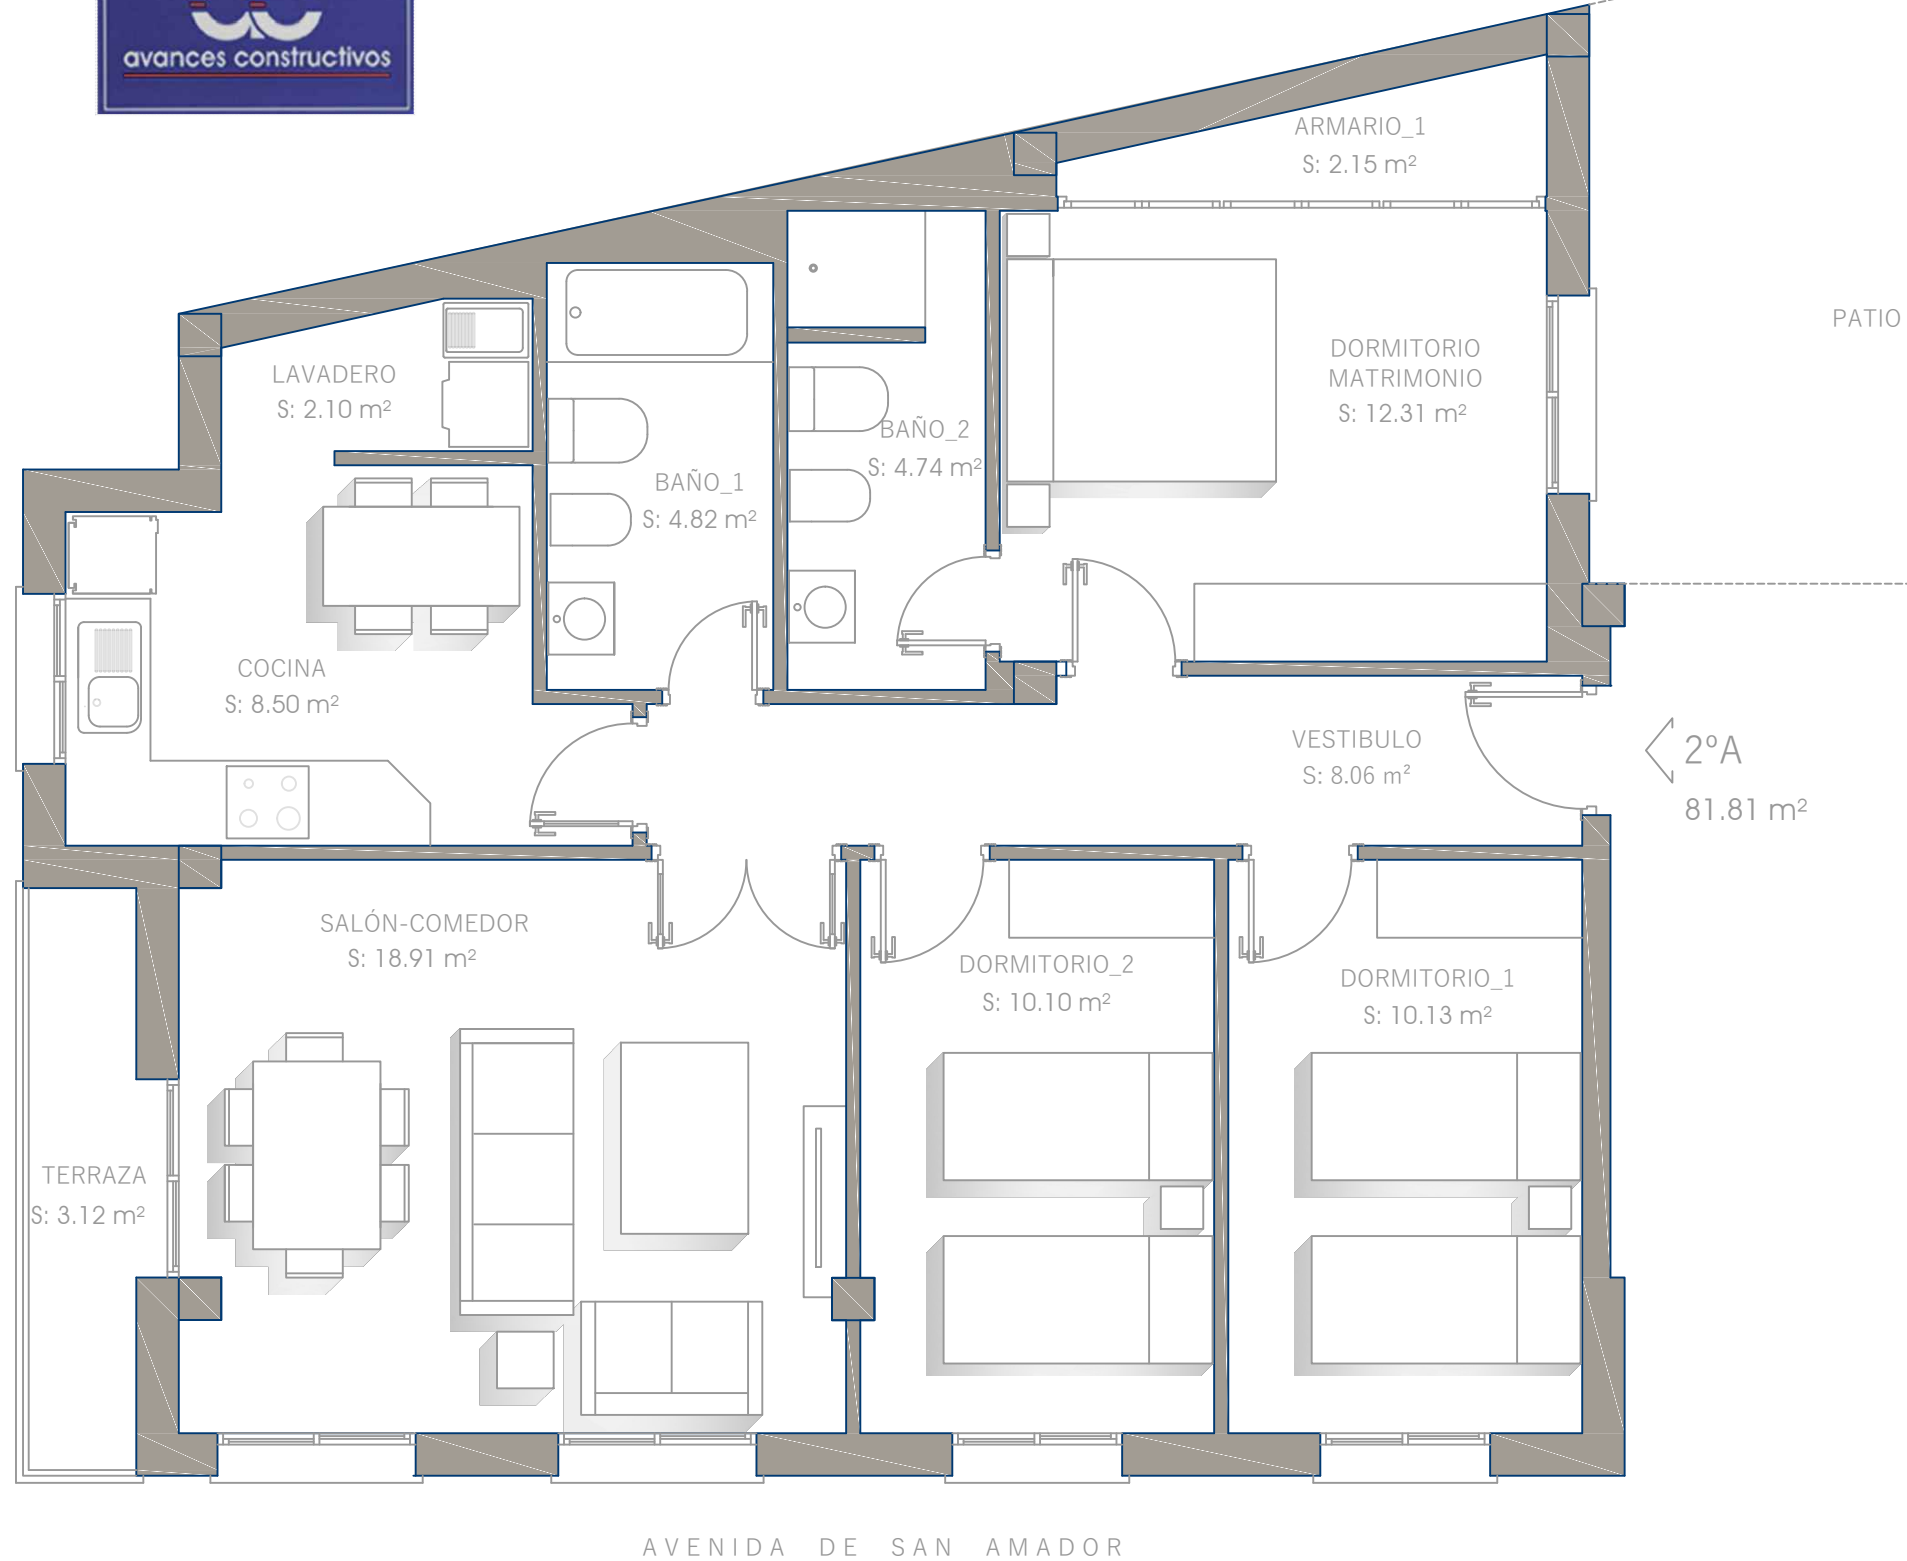 avances constructivos
ARMARIO_1
S: 2.15 m²
PATIO
DORMITORIO
MATRIMONIO
S: 12.31 m²
LAVADERO
S: 2.10 m²
BAÑO_2
S: 4.74 m²
BAÑO_1
S: 4.82 m²
COCINA
S: 8.50 m²
VESTIBULO
S: 8.06 m²
2ºA
81.81 m²
SALÓN-COMEDOR
S: 18.91 m²
DORMITORIO_2
S: 10.10 m²
DORMITORIO_1
S: 10.13 m²
TERRAZA
S: 3.12 m²
AVENIDA DE SAN AMADOR